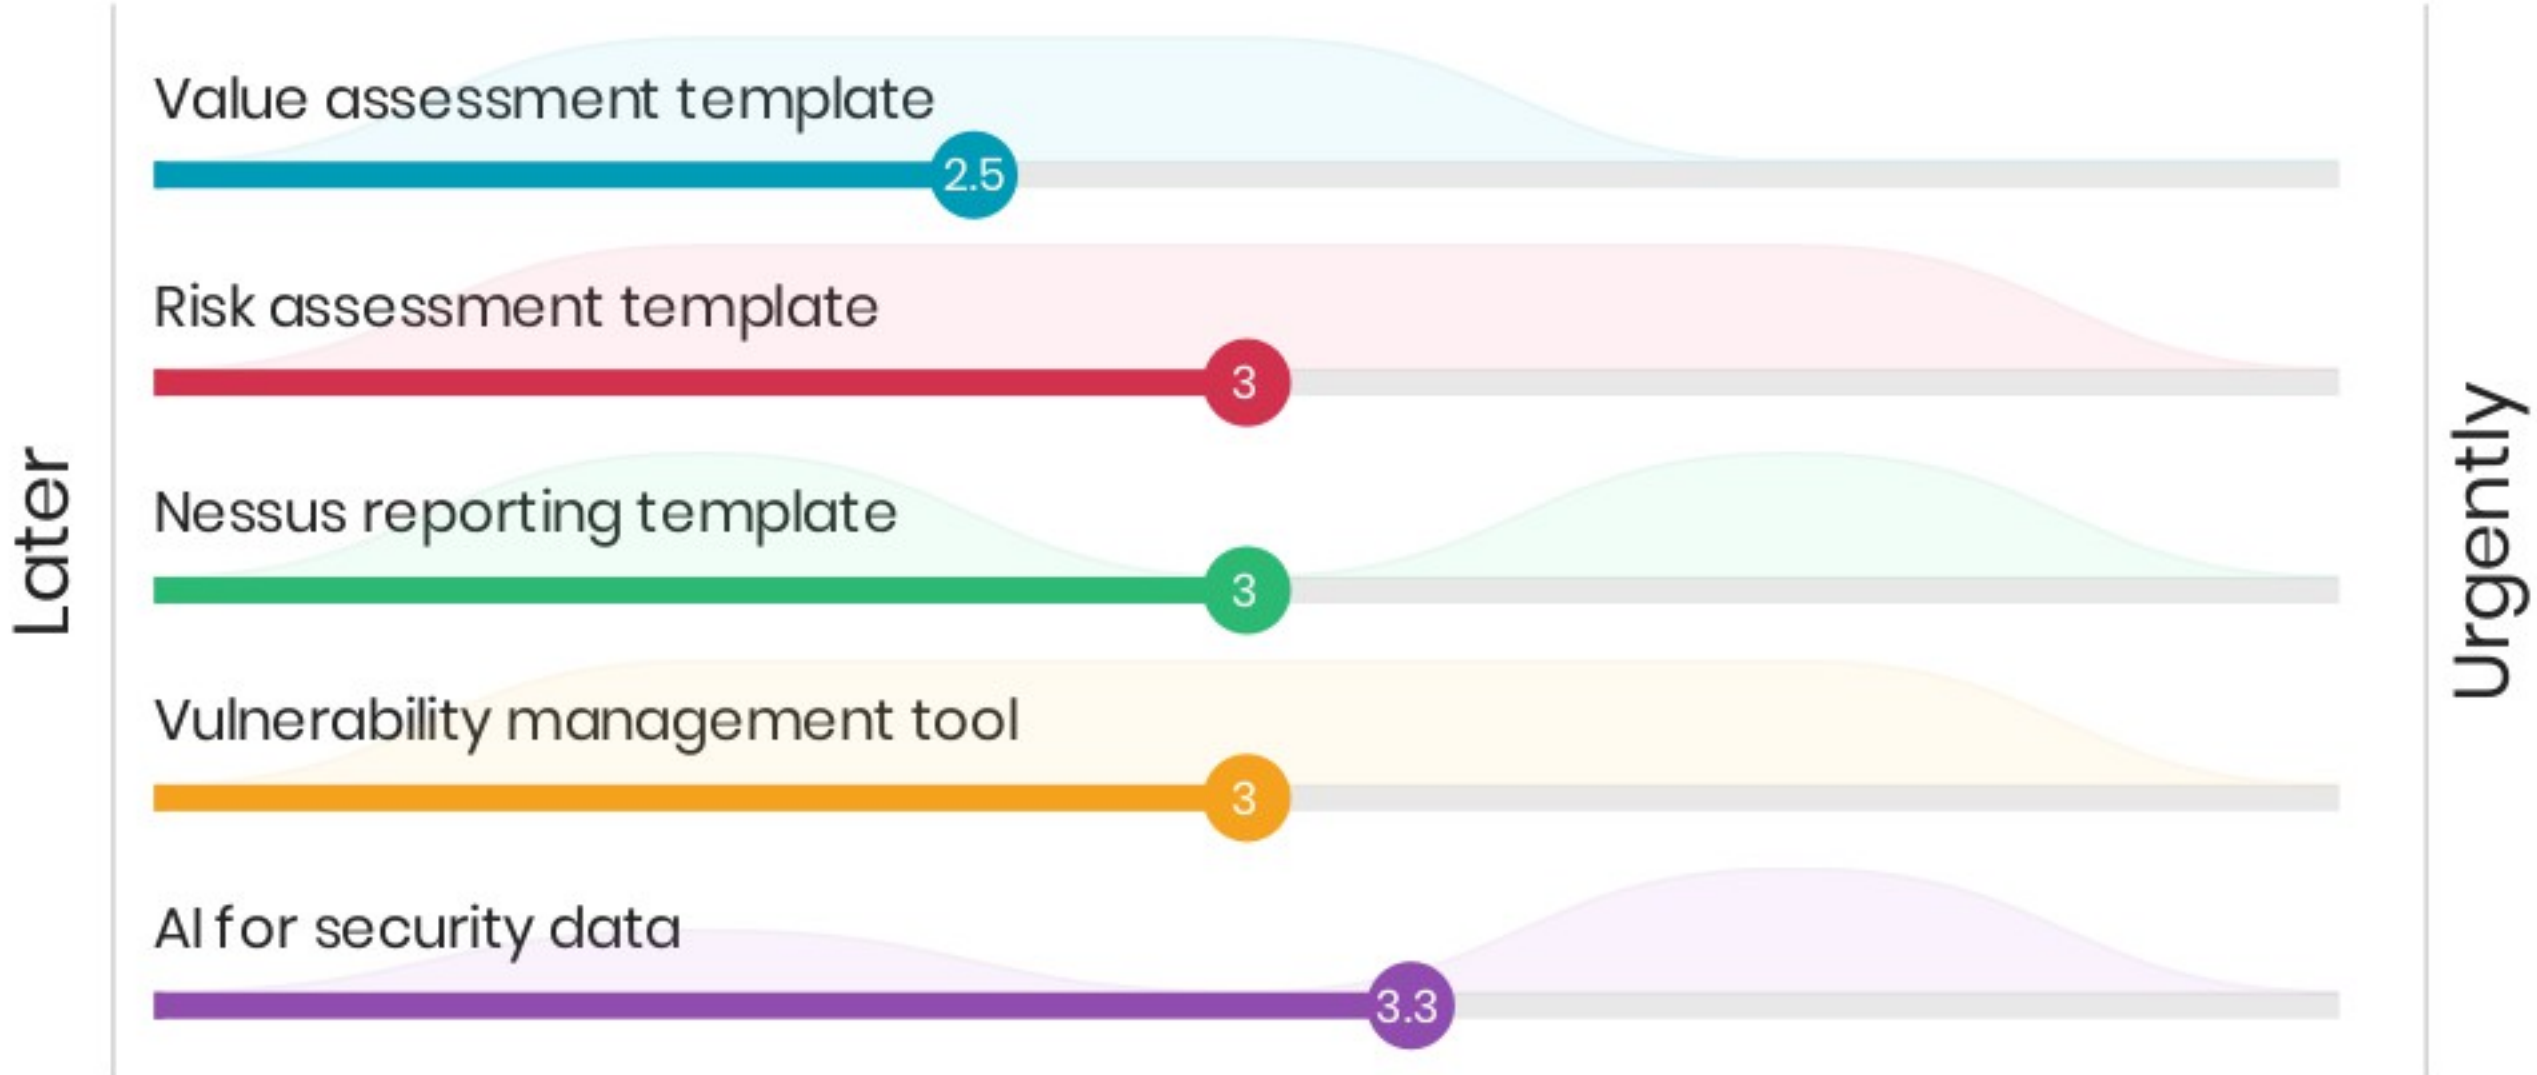 Later
Value assessment template
2.5
Risk assessment template
3
Nessus reporting template
3
Vulnerability management tool
3
AI for security data
3.3
Urgently